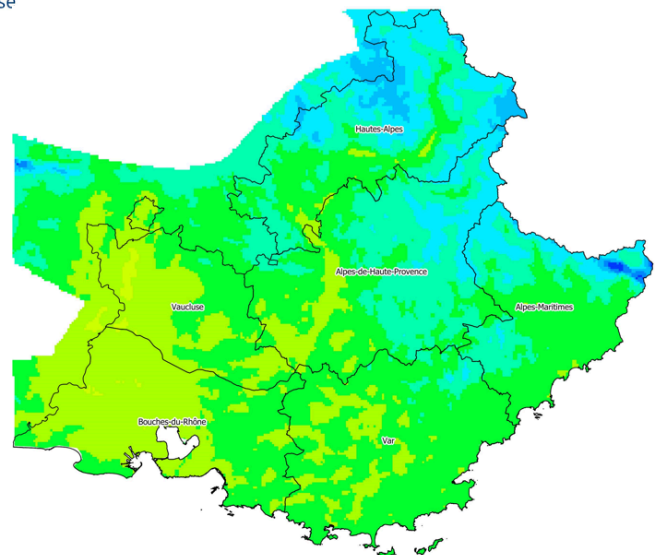 Hautes-Alpes
Alpes-de-Haute-Provence
Vaucluse
Alpes-Maritimes
Bouches-du-Rhône
Var